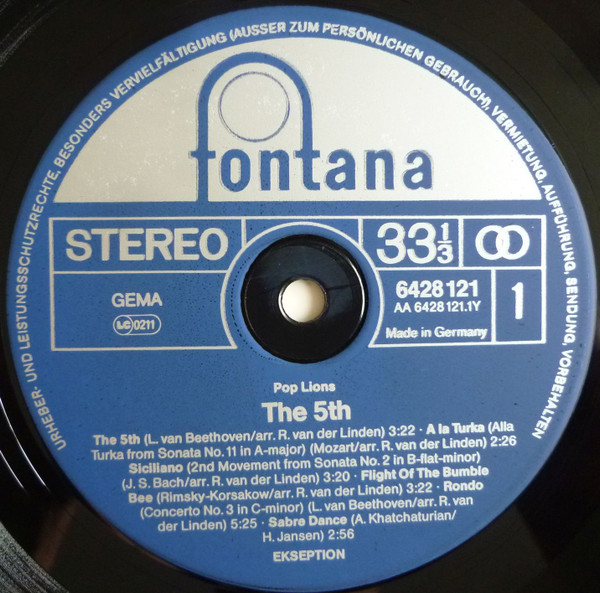 URHEBER- UND LEISTUNGSSCHUTZRECHTE, BESONDERS VERVIELFÄLTIGUNG (AUSSER ZUM PERSÖNLICHEN GEBRAUCH), VERMIETUNG, AUFFÜHRUNG, SENDUNG, VORBEHALTEN
fontana
STEREO
33 1/3
GEMA
LC 0211
6428 121
AA 6428 121.1Y
Made in Germany
1
Pop Lions
The 5th
The 5th (L. van Beethoven/arr. R. van der Linden) 3:22 · A la Turka (Alla
Turka from Sonata No. 11 in A-major) (Mozart/arr. R. van der Linden) 2:26
Siciliano (2nd Movement from Sonata No. 2 in B-flat-minor)
(J. S. Bach/arr. R. van der Linden) 3:20 · Flight Of The Bumble
Bee (Rimsky-Korsakow/arr. R. van der Linden) 3:22 · Rondo
(Concerto No. 3 in C-minor) (L. van Beethoven/arr. R. van
der Linden) 5:25 · Sabre Dance (A. Khatchaturian/
H. Jansen) 2:56
EKSEPTION